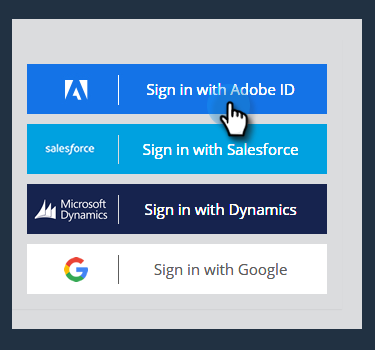 Sign in with Adobe ID
salesforce
Sign in with Salesforce
Microsoft
Dynamics
Sign in with Dynamics
Sign in with Google